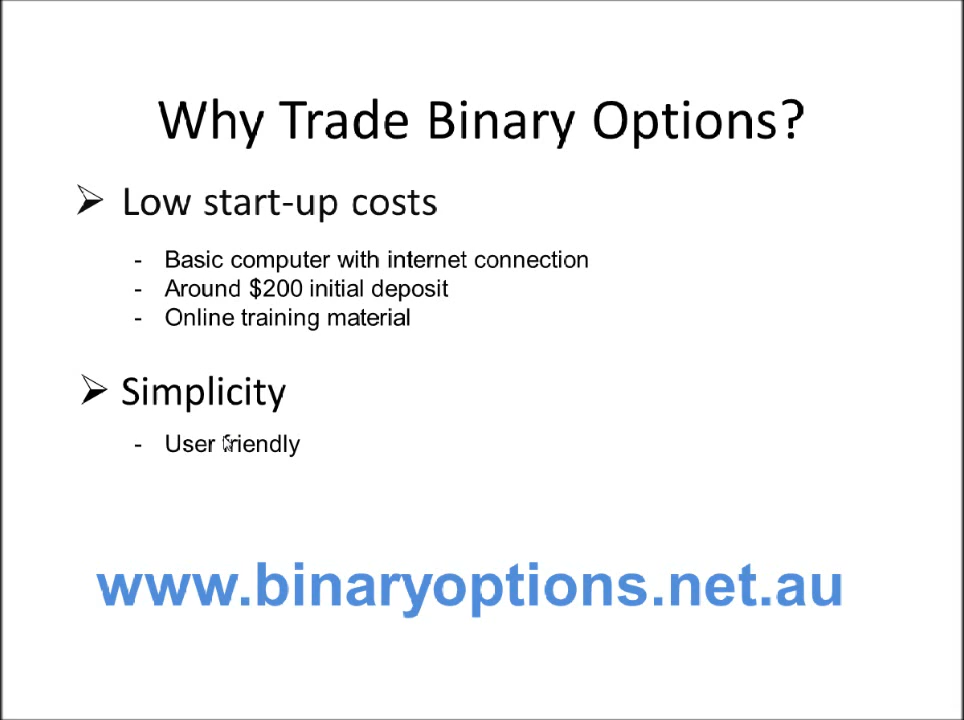 Why Trade Binary Options?
Low start-up costs
- Basic computer with internet connection
- Around $200 initial deposit
- Online training material
Simplicity
- User friendly
www.binaryoptions.net.au